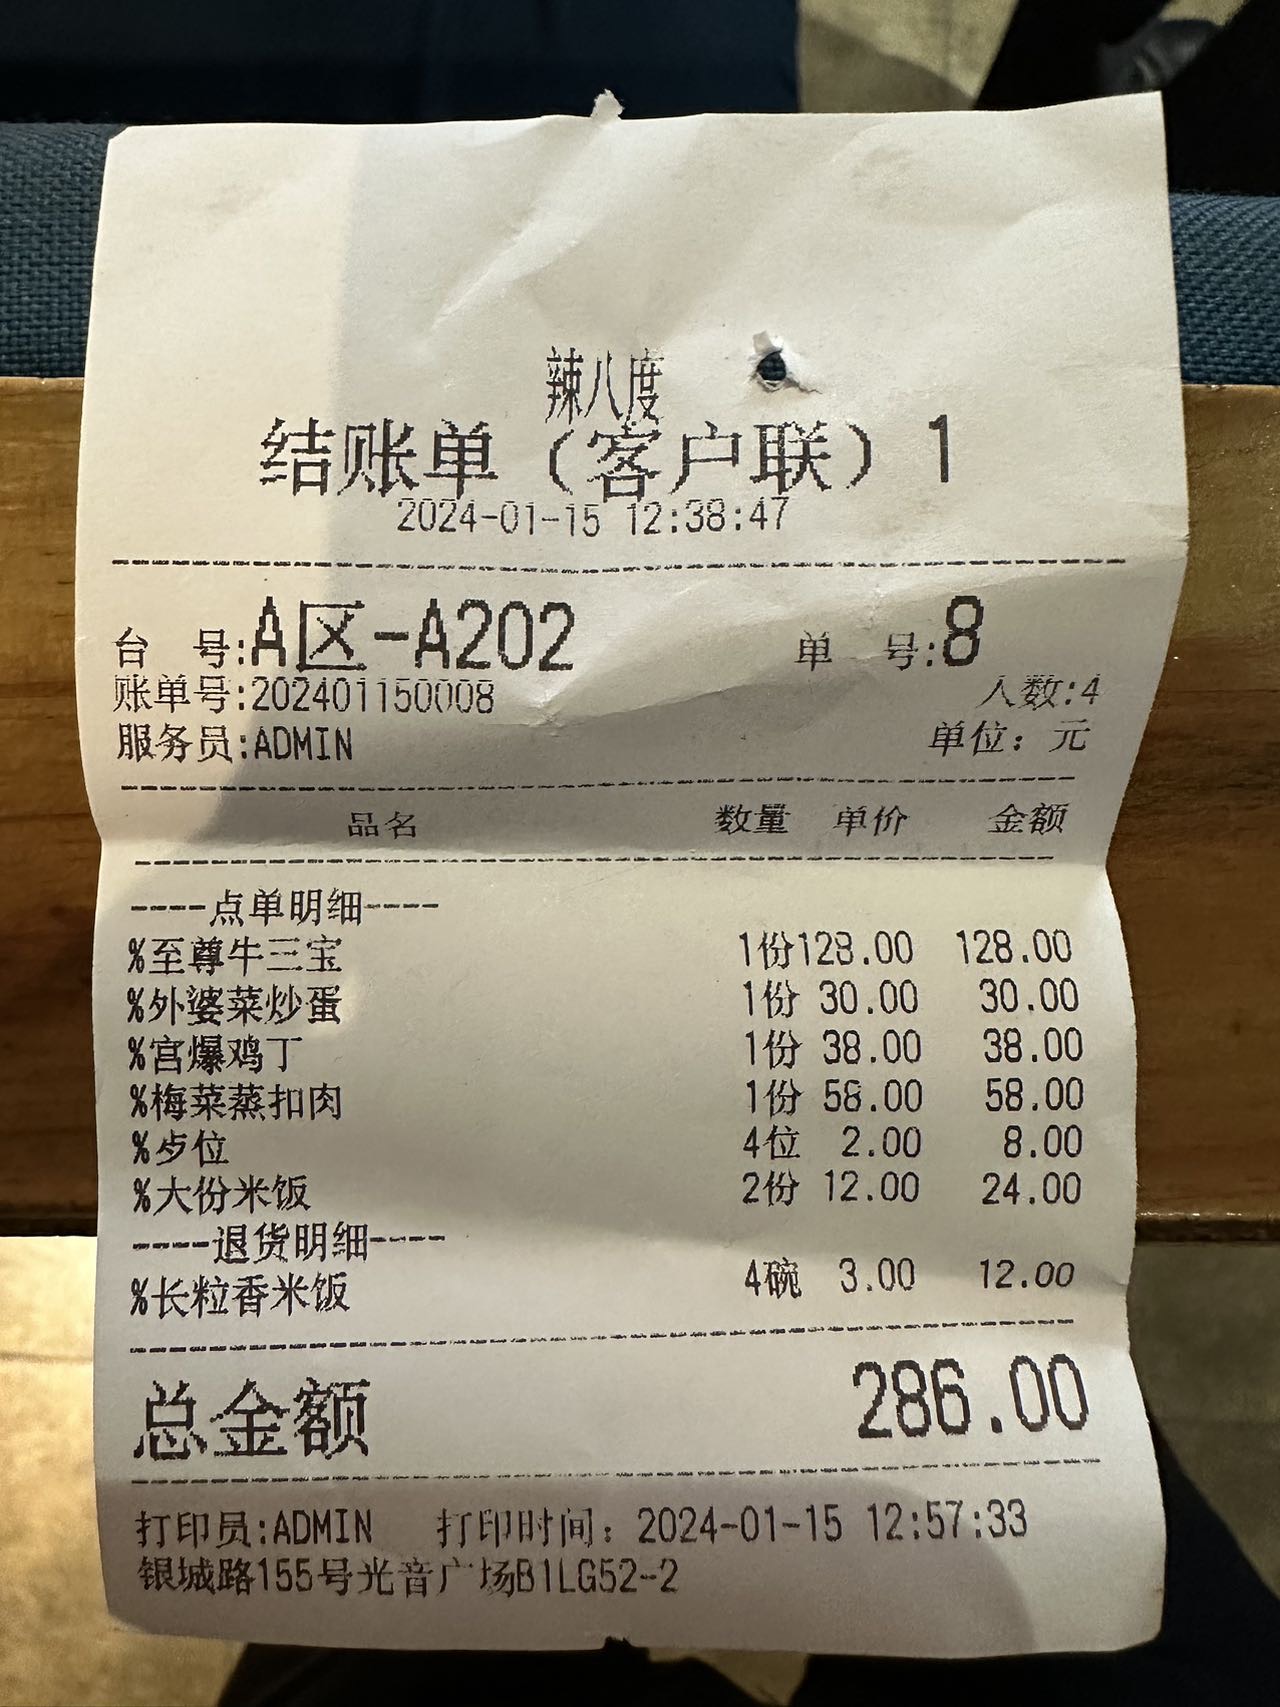 辣八度
结账单（客户联）1
2024-01-15 12:38:47
台 号:A区-A202 单 号:8
账单号:202401150008 人数:4
服务员:ADMIN 单位：元
品名 数量 单价 金额
----点单明细----
%至尊牛三宝 1份128.00 128.00
%外婆菜炒蛋 1份 30.00 30.00
%宫爆鸡丁 1份 38.00 38.00
%梅菜蒸扣肉 1份 58.00 58.00
%歺位 4位 2.00 8.00
%大份米饭 2份 12.00 24.00
----退货明细----
%长粒香米饭 4碗 3.00 12.00
总金额 286.00
打印员:ADMIN 打印时间：2024-01-15 12:57:33
银城路155号光音广场B1LG52-2